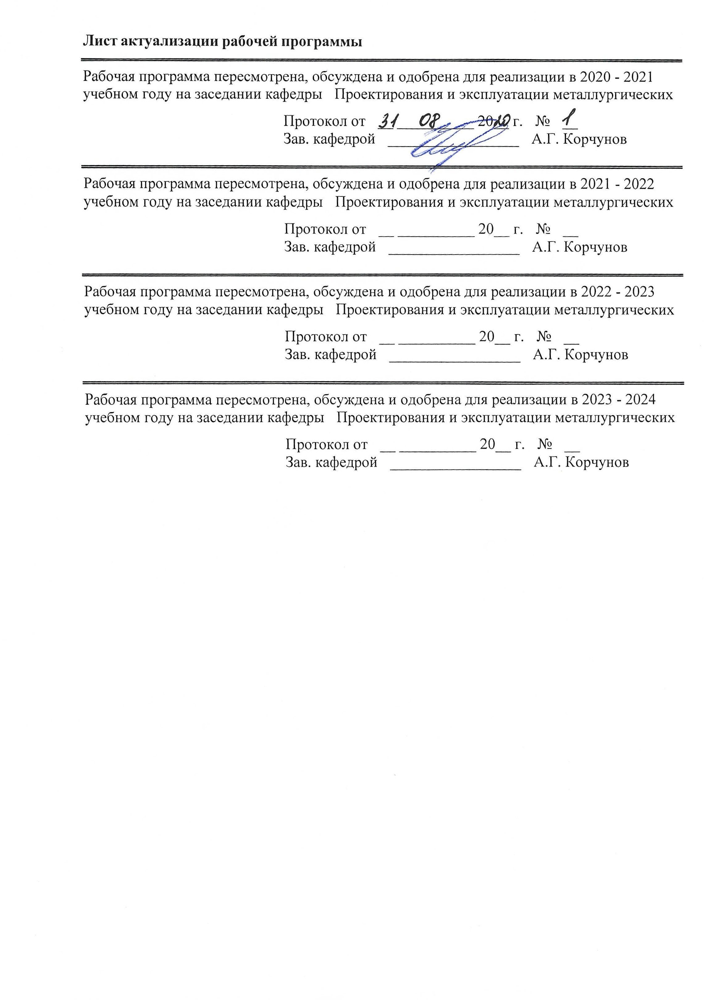 Лист актуализации рабочей программы
Рабочая программа пересмотрена, обсуждена и одобрена для реализации в 2020 - 2021
учебном году на заседании кафедры Проектирования и эксплуатации металлургических
Протокол от 31 08 2020 г. № 1
Зав. кафедрой __________________ А.Г. Корчунов
Рабочая программа пересмотрена, обсуждена и одобрена для реализации в 2021 - 2022
учебном году на заседании кафедры Проектирования и эксплуатации металлургических
Протокол от __ __________ 20__ г. № __
Зав. кафедрой __________________ А.Г. Корчунов
Рабочая программа пересмотрена, обсуждена и одобрена для реализации в 2022 - 2023
учебном году на заседании кафедры Проектирования и эксплуатации металлургических
Протокол от __ __________ 20__ г. № __
Зав. кафедрой __________________ А.Г. Корчунов
Рабочая программа пересмотрена, обсуждена и одобрена для реализации в 2023 - 2024
учебном году на заседании кафедры Проектирования и эксплуатации металлургических
Протокол от __ __________ 20__ г. № __
Зав. кафедрой __________________ А.Г. Корчунов